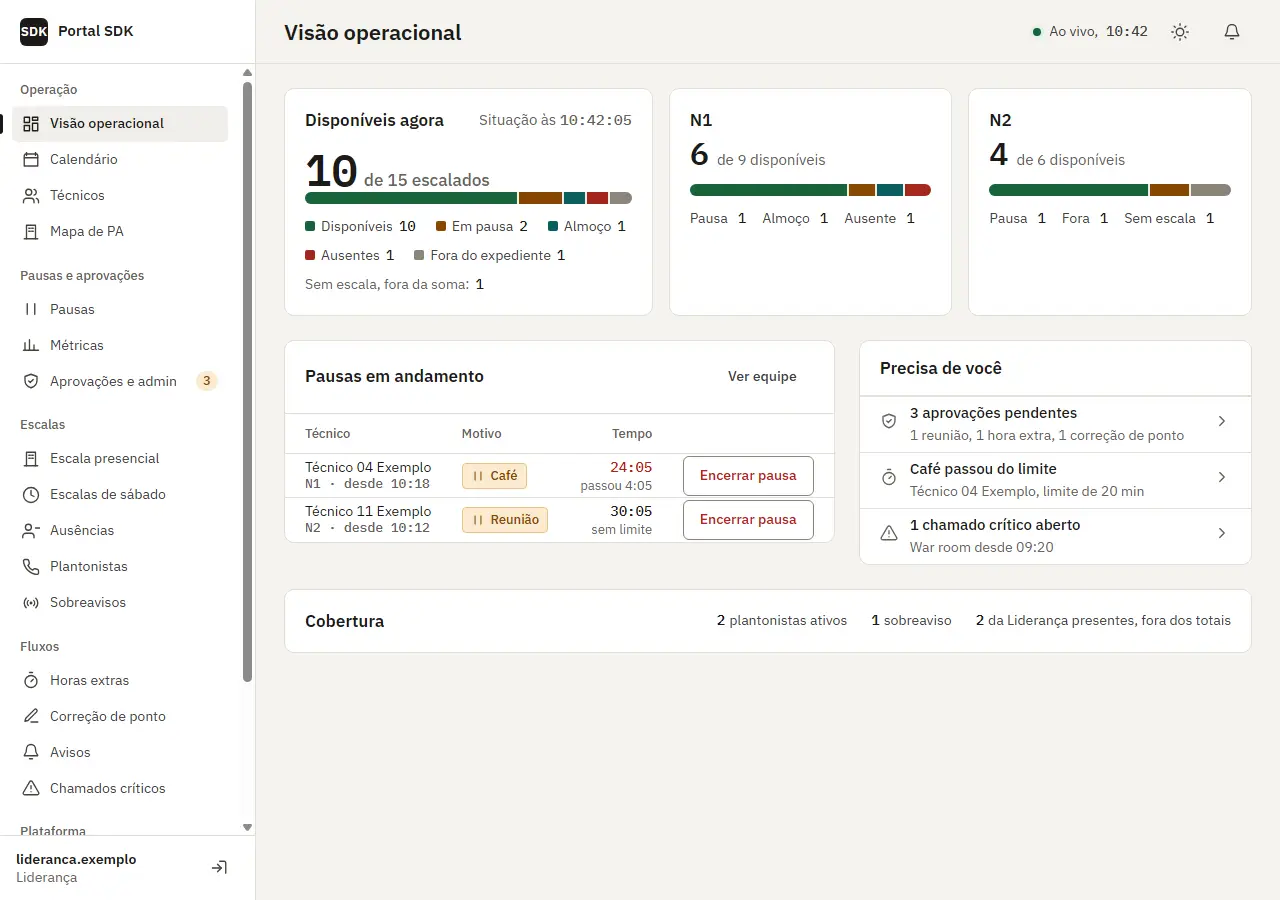 SDK Portal SDK
Operação
Visão operacional
Calendário
Técnicos
Mapa de PA
Pausas e aprovações
Pausas
Métricas
Aprovações e admin 3
Escalas
Escala presencial
Escalas de sábado
Ausências
Plantonistas
Sobreavisos
Fluxos
Horas extras
Correção de ponto
Avisos
Chamados críticos
Plataforma
lideranca.exemplo
Liderança
Visão operacional
Ao vivo, 10:42
Disponíveis agora Situação às 10:42:05
10 de 15 escalados
Disponíveis 10 Em pausa 2 Almoço 1
Ausentes 1 Fora do expediente 1
Sem escala, fora da soma: 1
N1
6 de 9 disponíveis
Pausa 1 Almoço 1 Ausente 1
N2
4 de 6 disponíveis
Pausa 1 Fora 1 Sem escala 1
Pausas em andamento Ver equipe
Técnico Motivo Tempo
Técnico 04 Exemplo
N1 · desde 10:18
Café
24:05
passou 4:05
Encerrar pausa
Técnico 11 Exemplo
N2 · desde 10:12
Reunião
30:05
sem limite
Encerrar pausa
Precisa de você
3 aprovações pendentes
1 reunião, 1 hora extra, 1 correção de ponto
Café passou do limite
Técnico 04 Exemplo, limite de 20 min
1 chamado crítico aberto
War room desde 09:20
Cobertura 2 plantonistas ativos 1 sobreaviso 2 da Liderança presentes, fora dos totais